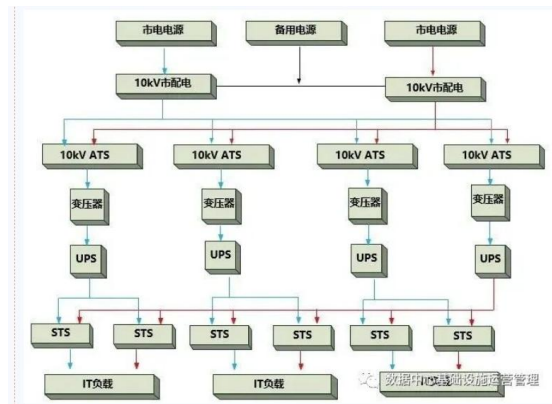 市电电源
备用电源
市电电源
10kV市配电
10kV市配电
10kV ATS
10kV ATS
10kV ATS
10kV ATS
变压器
变压器
变压器
变压器
UPS
UPS
UPS
UPS
STS
STS
STS
STS
STS
STS
IT负载
IT负载
数据中心基础设施运营管理